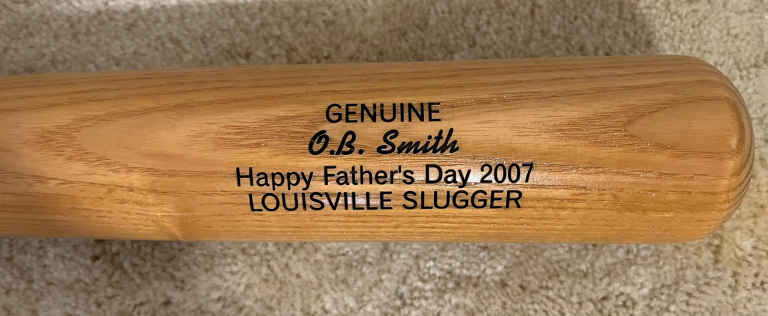 GENUINE
O.B. Smith
Happy Father's Day 2007
LOUISVILLE SLUGGER